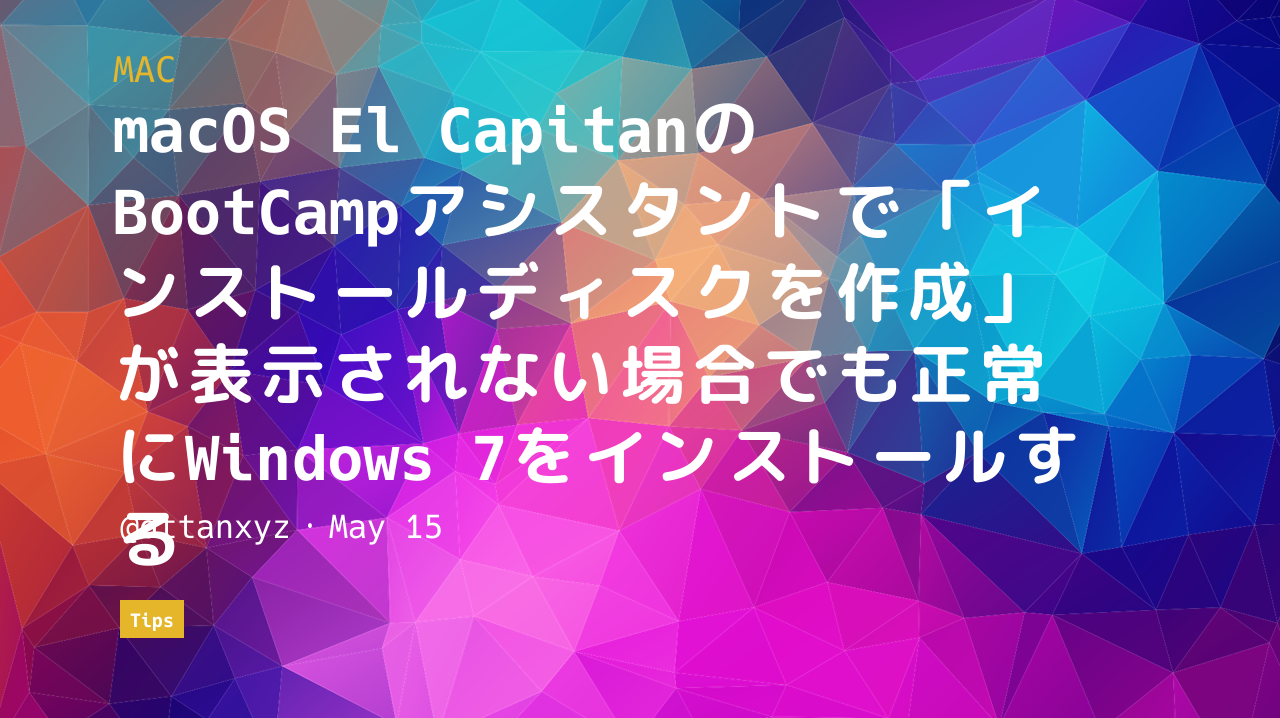 MAC
macOS El Capitanの
BootCampアシスタントで「イ
ンストールディスクを作成」
が表示されない場合でも正常
にWindows 7をインストールす
る
· May 15
Tips